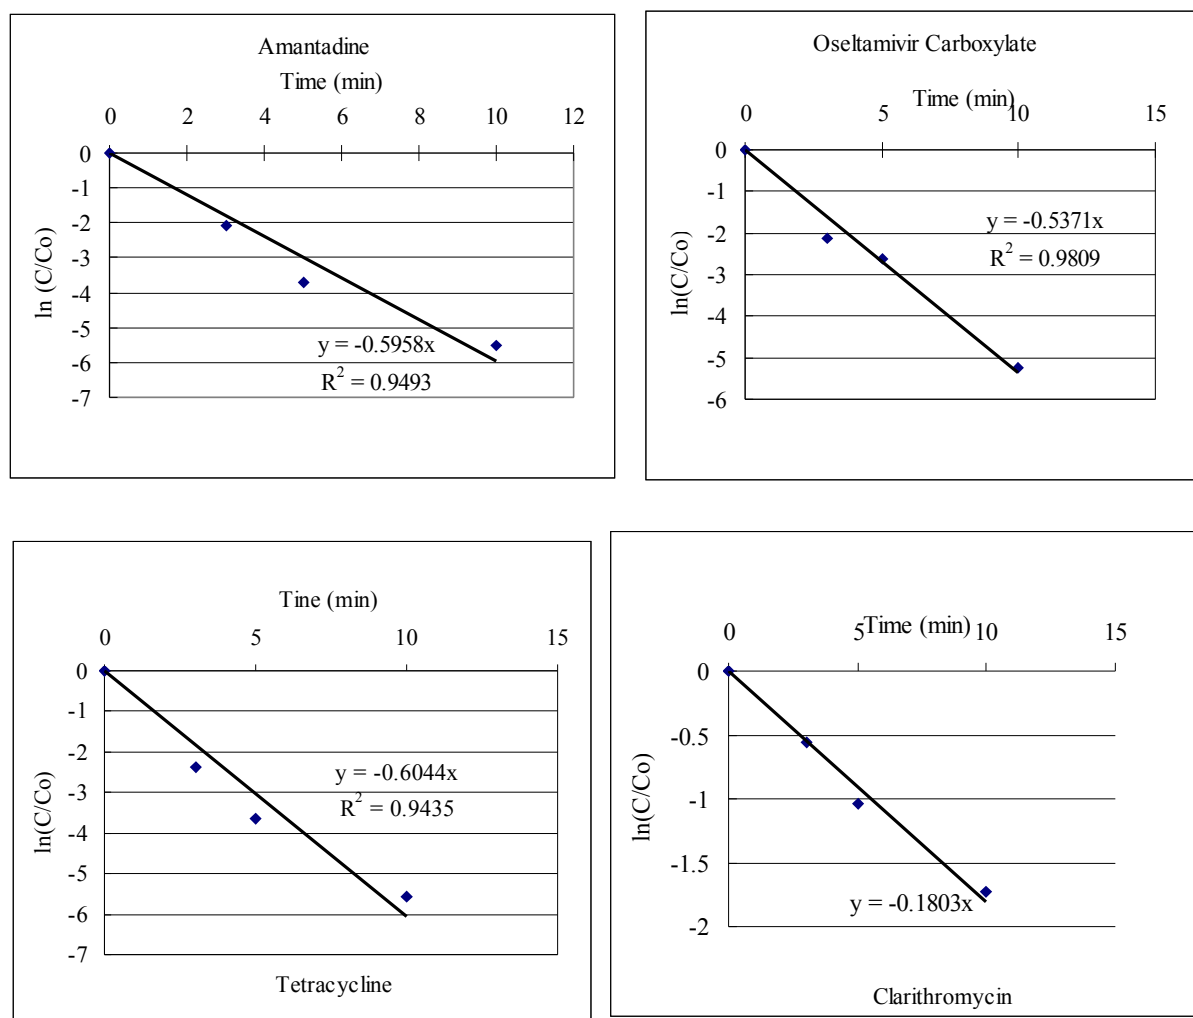 Amantadine
Time (min)
0 2 4 6 8 10 12
0
-1
-2
-3
-4
-5
-6
-7
ln (C/Co)
y = -0.5958x
R² = 0.9493
Oseltamivir Carboxylate
Time (min)
0 5 10 15
0
-1
-2
-3
-4
-5
-6
ln(C/Co)
y = -0.5371x
R² = 0.9809
Tine (min)
0 5 10 15
0
-1
-2
-3
-4
-5
-6
-7
ln(C/Co)
y = -0.6044x
R² = 0.9435
Tetracycline
Time (min)
0 5 10 15
0
-0.5
-1
-1.5
-2
ln(C/Co)
y = -0.1803x
Clarithromycin